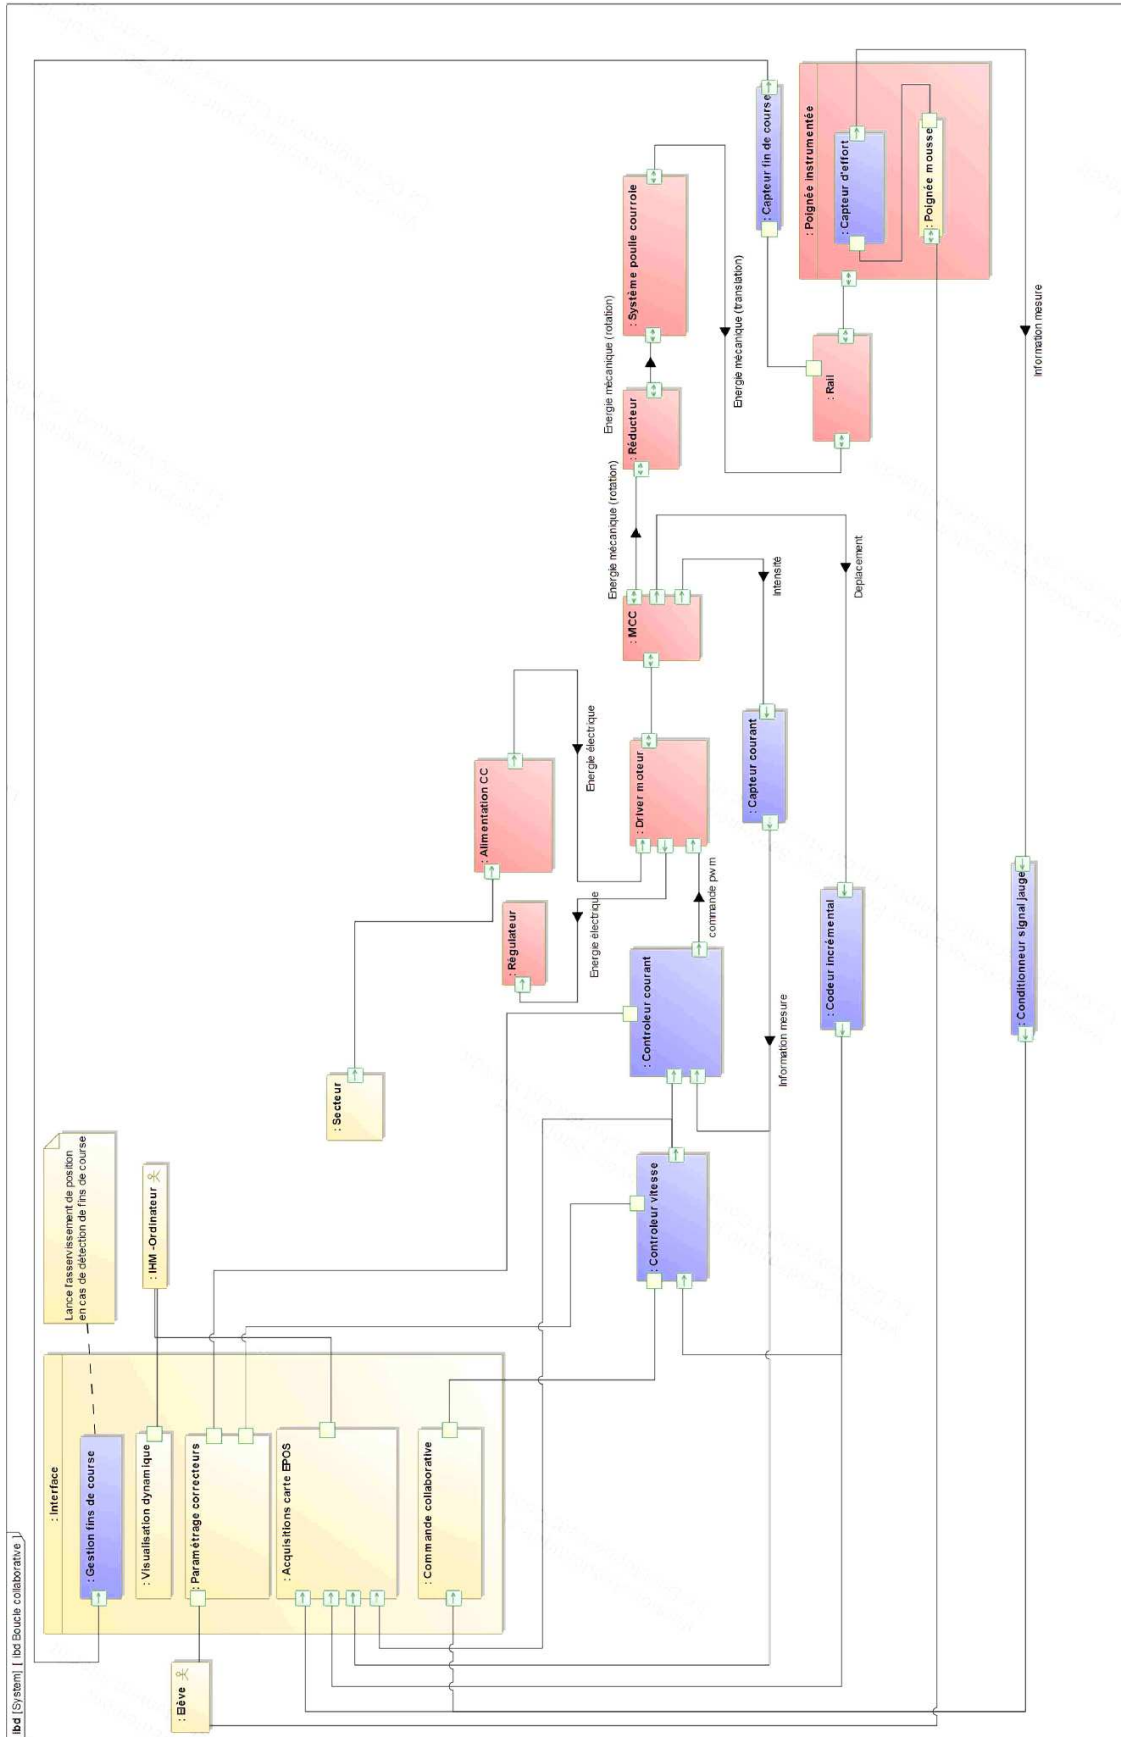 ibd [System] [ ibd Boucle collaborative ]
Lance l'asservissement de position
en cas de détection de fins de course
: Interface
: Gestion fins de course
: Visualisation dynamique
: Paramétrage correcteurs
: Acquisitions carte EPOS
: Commande collaborative
: Elève
: IHM -Ordinateur
: Secteur
: Régulateur
: Alimentation CC
Energie électrique
Energie électrique
: Controleur vitesse
: Controleur courant
commande pwm
: Driver moteur
: MCC
Energie mécanique (rotation)
: Réducteur
Energie mécanique (rotation)
: Système poulie courroie
Energie mécanique (translation)
: Capteur courant
Intensité
Information mesure
: Codeur incrémental
Deplacement
: Rail
: Capteur fin de course
: Poignée instrumentée
: Capteur d'effort
: Poignée mousse
: Conditionneur signal jauge
Information mesure